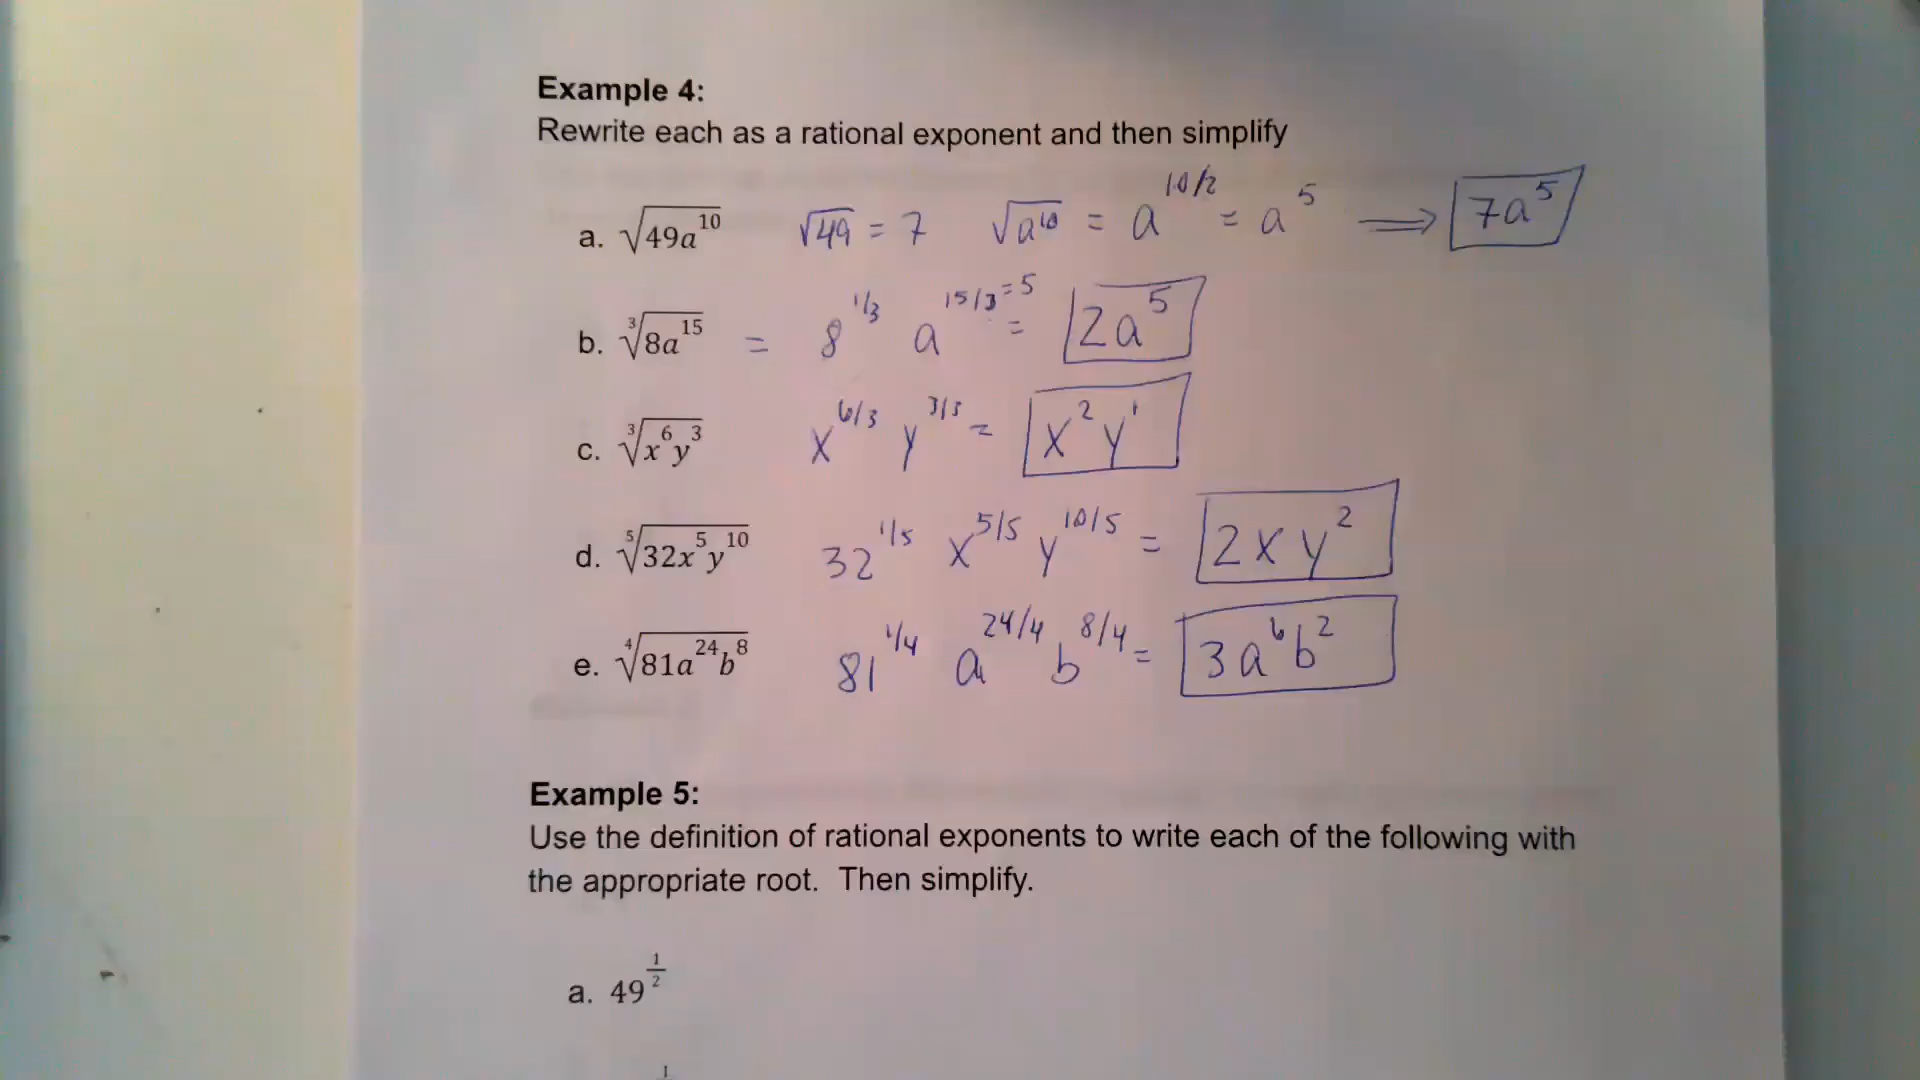 Example 4:
Rewrite each as a rational exponent and then simplify
a. √(49a^10) √49 = 7 √(a^10) = a^(10/2) = a^5 ⟹ 7a^5
b. ∛(8a^15) = 8^(1/3) a^(15/3 = 5) = 2a^5
c. ∛(x^6y^3) x^(6/3) y^(3/3) = x^2y^1
d. ⁵√(32x^5y^10) 32^(1/5) x^(5/5) y^(10/5) = 2xy^2
e. ∜(81a^24b^8) 81^(1/4) a^(24/4) b^(8/4) = 3a^6b^2
Example 5:
Use the definition of rational exponents to write each of the following with
the appropriate root. Then simplify.
a. 49^(1/2)
1